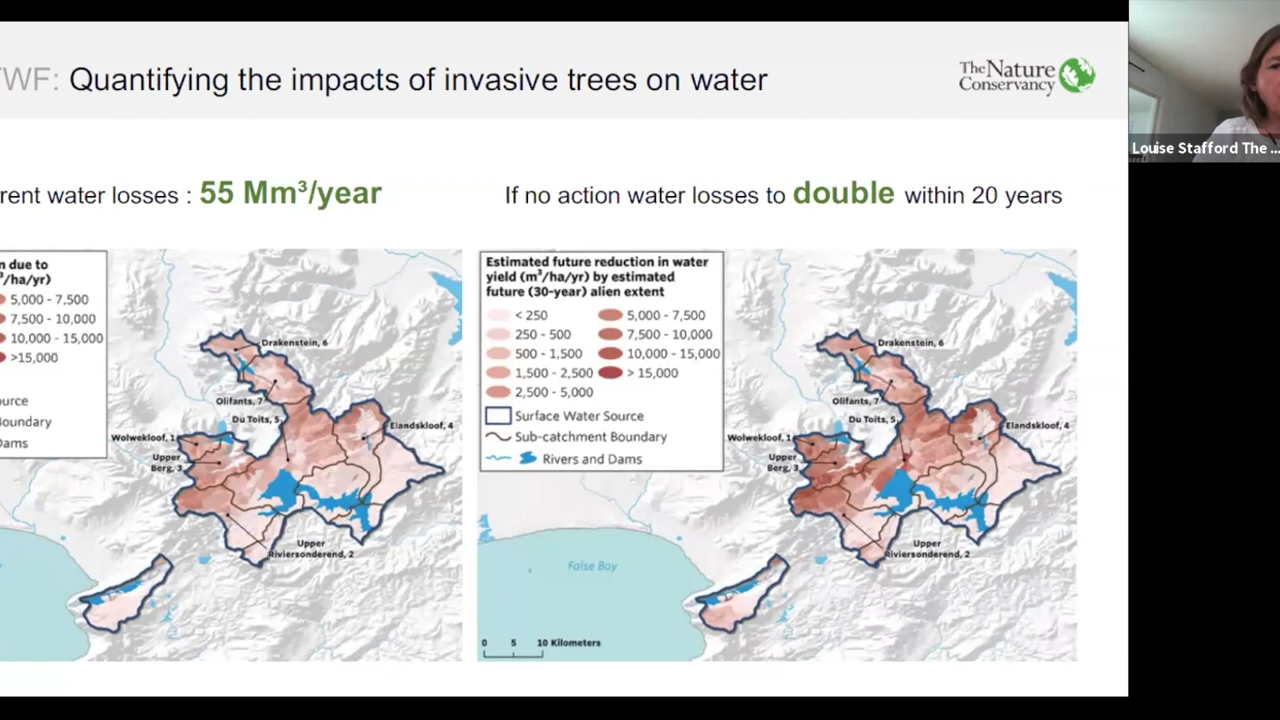 WF: Quantifying the impacts of invasive trees on water
The Nature
Conservancy
Louise Stafford The ...
rent water losses : 55 Mm³/year
If no action water losses to double within 20 years
n due to
³/ha/yr)
5,000 - 7,500
7,500 - 10,000
10,000 - 15,000
>15,000
ource
oundary
Dams
Drakenstein, 6
Olifants, 7
Du Toits, 5
Elandskloof, 4
Wolwekloof, 1
Upper
Berg, 3
Upper
Riviersonderend, 2
Estimated future reduction in water
yield (m³/ha/yr) by estimated
future (30-year) alien extent
< 250
250 - 500
500 - 1,500
1,500 - 2,500
2,500 - 5,000
5,000 - 7,500
7,500 - 10,000
10,000 - 15,000
> 15,000
Surface Water Source
Sub-catchment Boundary
Rivers and Dams
Drakenstein, 6
Olifants, 7
Du Toits, 5
Elandskloof, 4
Wolwekloof, 1
Upper
Berg, 3
Upper
Riviersonderend, 2
False Bay
0 5 10 Kilometers